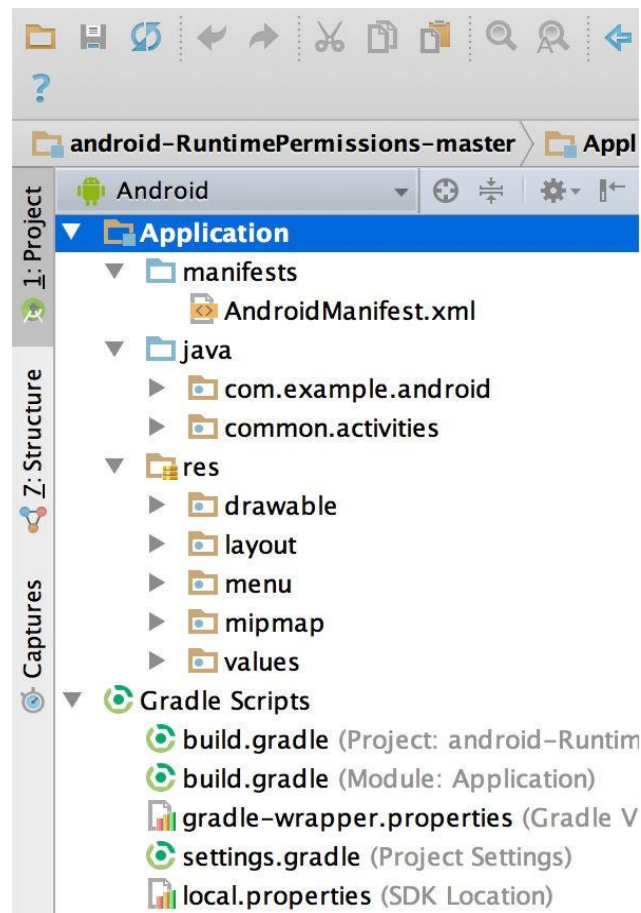 ?
android-RuntimePermissions-master Appl
Android
1: Project
Application
manifests
AndroidManifest.xml
java
com.example.android
common.activities
7: Structure
res
drawable
layout
menu
mipmap
values
Captures
Gradle Scripts
build.gradle (Project: android-Runtim
build.gradle (Module: Application)
gradle-wrapper.properties (Gradle V
settings.gradle (Project Settings)
local.properties (SDK Location)